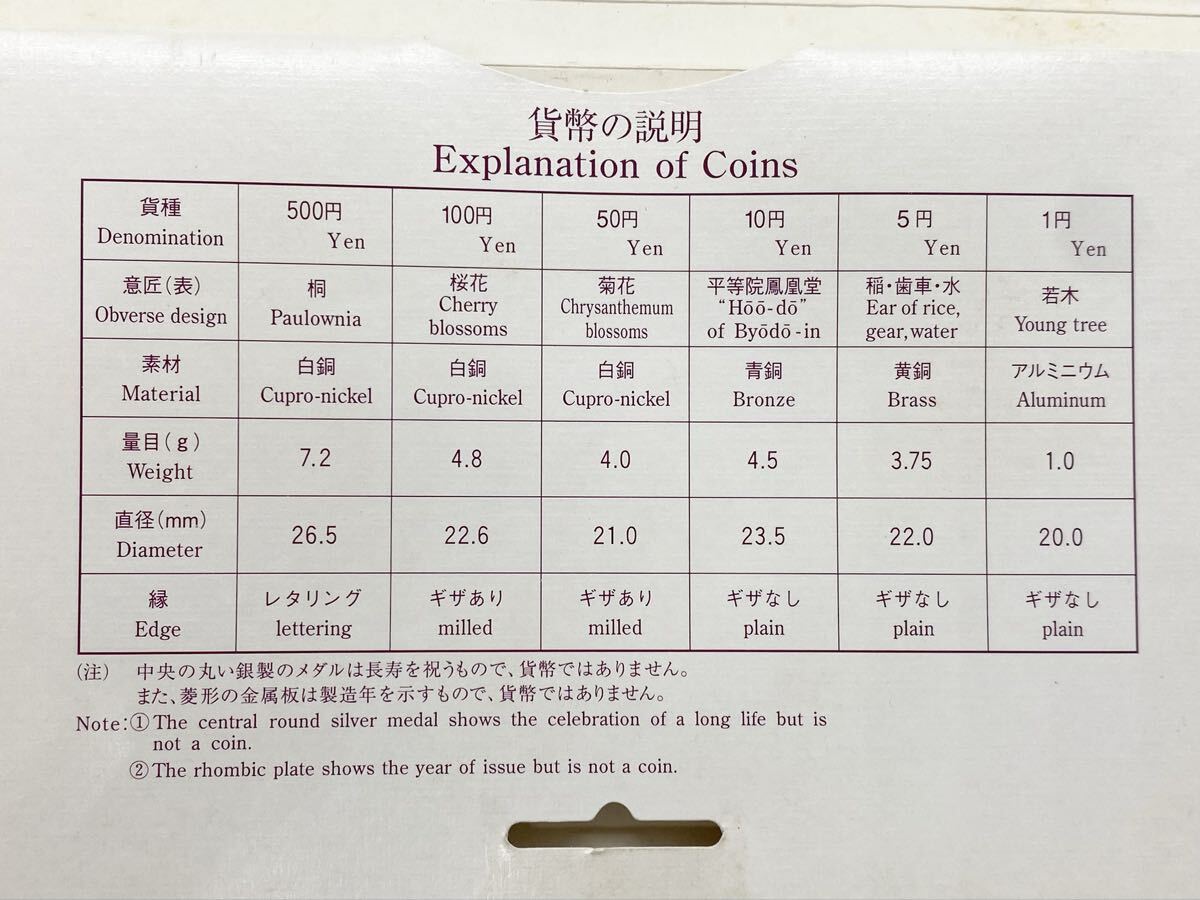 貨幣の説明
Explanation of Coins
貨種 500円 100円 50円 10円 5円 1円
Denomination Yen Yen Yen Yen Yen Yen
意匠(表) 桐 桜花 菊花 平等院鳳凰堂 稲・歯車・水 若木
Obverse design Paulownia Cherry Chrysanthemum "Hōō-dō" Ear of rice, Young tree
blossoms blossoms of Byōdō-in gear, water
素材 白銅 白銅 白銅 青銅 黄銅 アルミニウム
Material Cupro-nickel Cupro-nickel Cupro-nickel Bronze Brass Aluminum
量目(g) 7.2 4.8 4.0 4.5 3.75 1.0
Weight
直径(mm) 26.5 22.6 21.0 23.5 22.0 20.0
Diameter
縁 レタリング ギザあり ギザあり ギザなし ギザなし ギザなし
Edge lettering milled milled plain plain plain
(注) 中央の丸い銀製のメダルは長寿を祝うもので、貨幣ではありません。
また、菱形の金属板は製造年を示すもので、貨幣ではありません。
Note:①The central round silver medal shows the celebration of a long life but is
not a coin.
②The rhombic plate shows the year of issue but is not a coin.